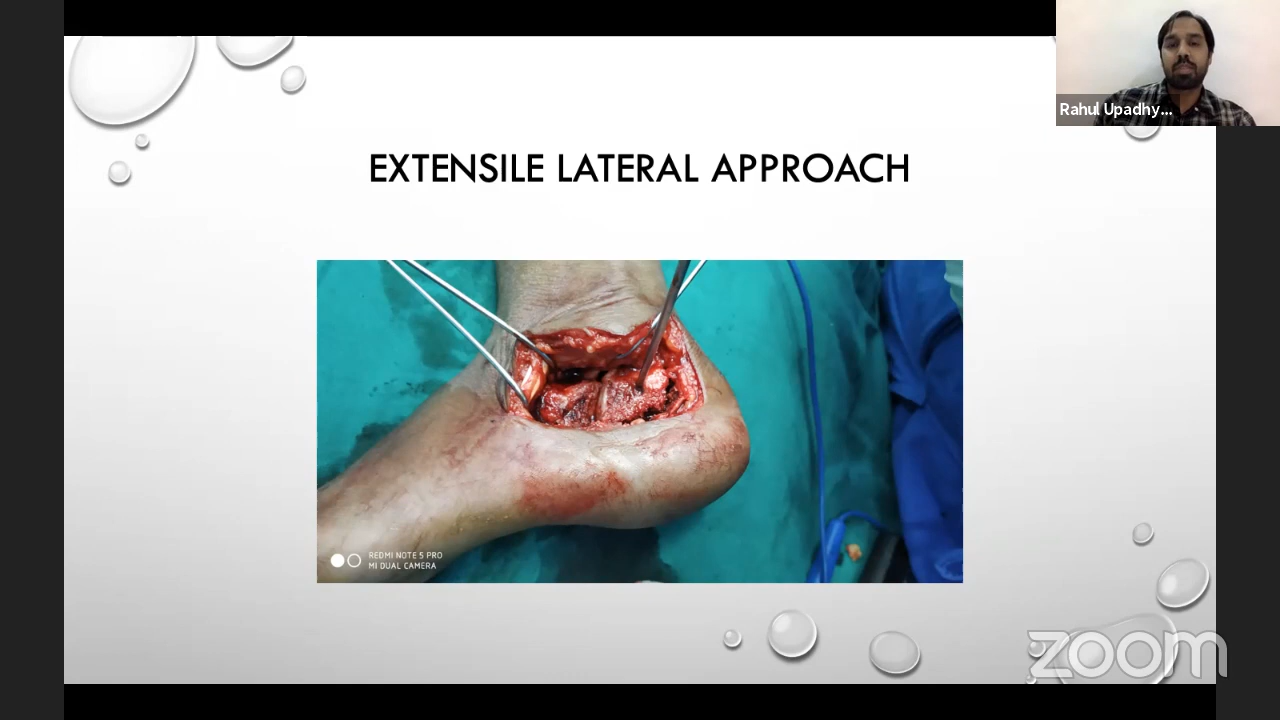 Rahul Upadhy...
EXTENSILE LATERAL APPROACH
REDMI NOTE 5 PRO
MI DUAL CAMERA
zoom